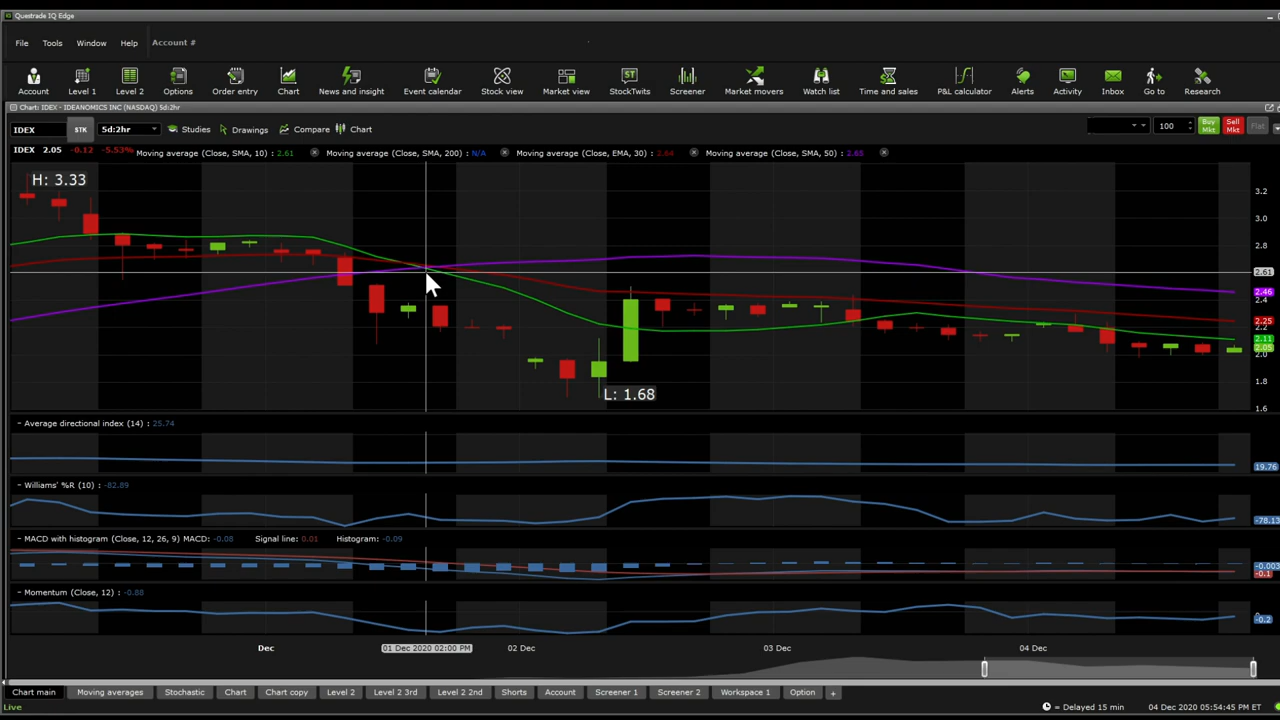 Questrade IQ Edge
File Tools Window Help Account #
Account Level 1 Level 2 Options Order entry Chart News and insight Event calendar Stock view Market view StockTwits Screener Market movers Watch list Time and sales P&L calculator Alerts Activity Inbox Go to Research
Chart: IDEX - IDEANOMICS INC (NASDAQ) 5d:2hr
IDEX STK 5d:2hr Studies Drawings Compare Chart 100 Buy Mkt Sell Mkt Flat
IDEX 2.05 -0.12 -5.53% Moving average (Close, SMA, 10) : 2.61 Moving average (Close, SMA, 200) : N/A Moving average (Close, EMA, 30) : 2.64 Moving average (Close, SMA, 50) : 2.65
H: 3.33
3.2
3.0
2.8
2.61
2.46
2.4
2.25
2.2
2.11
2.05
2.0
1.8
L: 1.68
1.6
- Average directional index (14) : 25.74
19.76
- Williams' %R (10) : -82.89
-78.13
- MACD with histogram (Close, 12, 26, 9) MACD: -0.08 Signal line: 0.01 Histogram: -0.09
-0.003
-0.1
- Momentum (Close, 12) : -0.88
-0.2
Dec 01 Dec 2020 02:00 PM 02 Dec 03 Dec 04 Dec
Chart main Moving averages Stochastic Chart Chart copy Level 2 Level 2 3rd Level 2 2nd Shorts Account Screener 1 Screener 2 Workspace 1 Option +
Live = Delayed 15 min 04 Dec 2020 05:54:45 PM ET